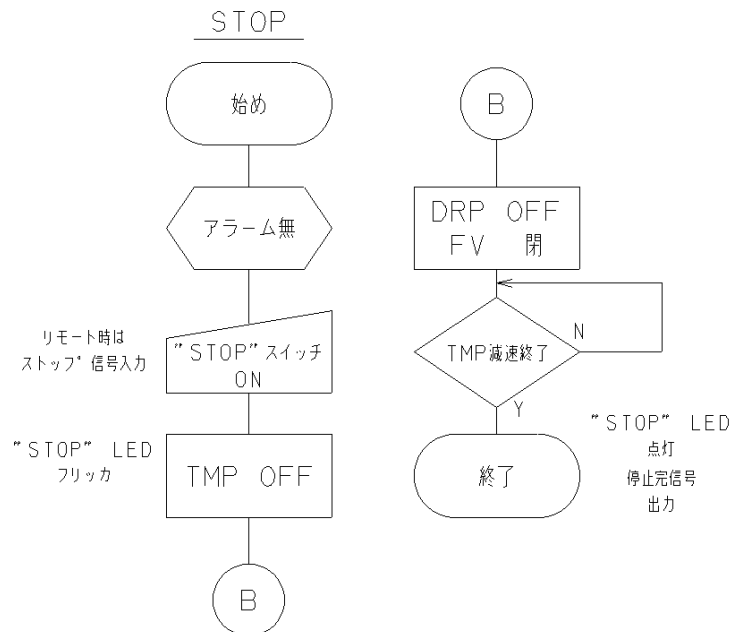 STOP
始め
アラーム無
リモート時は
ストップ信号入力
"STOP"スイッチ
ON
"STOP" LED
フリッカ
TMP OFF
B
B
DRP OFF
FV 閉
N
TMP減速終了
Y
終了
"STOP" LED
点灯
停止完信号
出力